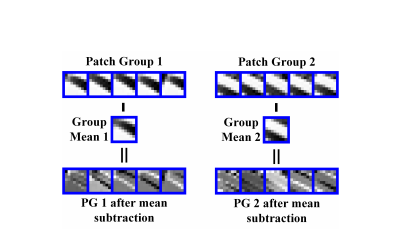 Patch Group 1
Patch Group 2
Group
Mean 1
Group
Mean 2
PG 1 after mean
subtraction
PG 2 after mean
subtraction